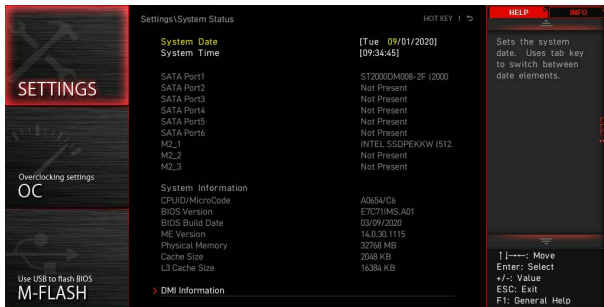 Settings\System Status
HOT KEY |
HELP
INFO
System Date [Tue 09/01/2020]
System Time [09:34:45]
Sets the system
date. Uses tab key
to switch between
date elements.
SETTINGS
SATA Port1 ST2000DM008-2F (2000
SATA Port2 Not Present
SATA Port3 Not Present
SATA Port4 Not Present
SATA Port5 Not Present
SATA Port6 Not Present
M2_1 INTEL SSDPEKKW (512.
M2_2 Not Present
M2_3 Not Present
Overclocking settings
OC
System Information
CPUID/MicroCode A0654/C6
BIOS Version E7C71IMS.A01
BIOS Build Date 03/09/2020
ME Version 14.0.30.1115
Physical Memory 32768 MB
Cache Size 2048 KB
L3 Cache Size 16384 KB
DMI Information
Use USB to flash BIOS
M-FLASH
↑↓→←: Move
Enter: Select
+/-: Value
ESC: Exit
F1: General Help